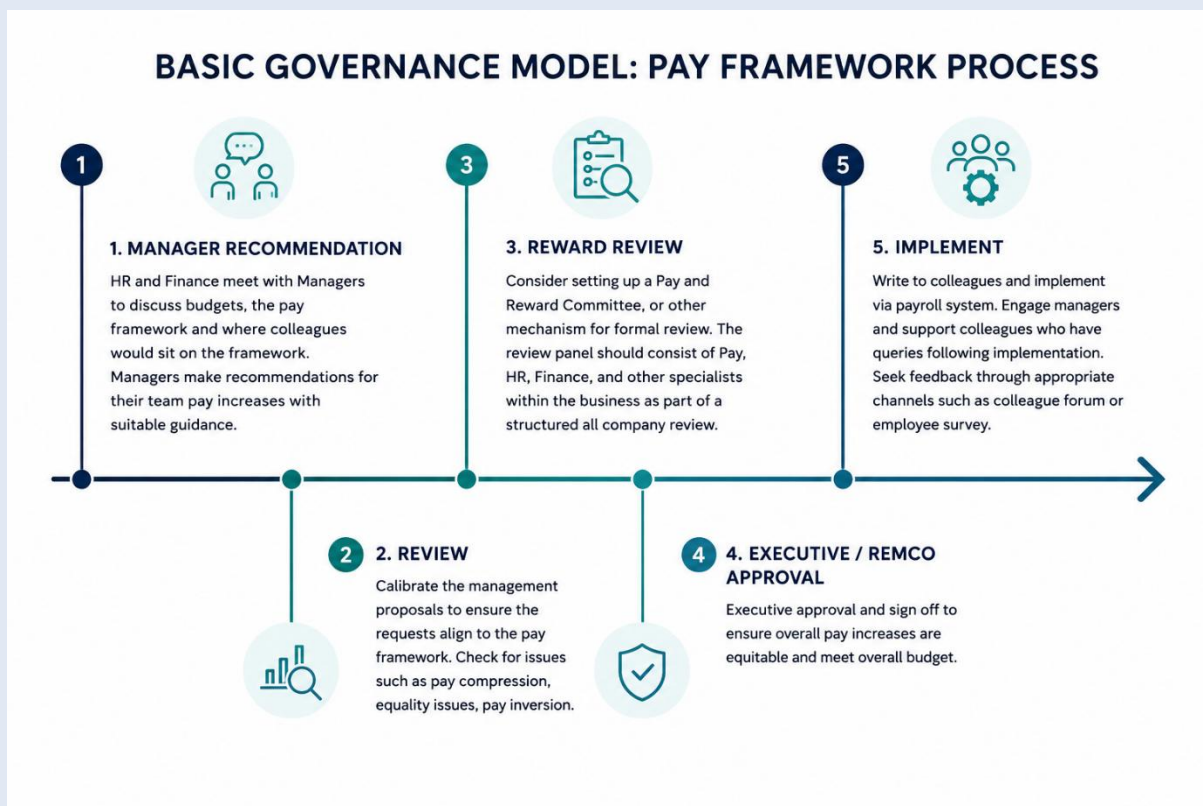 BASIC GOVERNANCE MODEL: PAY FRAMEWORK PROCESS
1
1. MANAGER RECOMMENDATION
HR and Finance meet with Managers
to discuss budgets, the pay
framework and where colleagues
would sit on the framework.
Managers make recommendations for
their team pay increases with
suitable guidance.
2
2. REVIEW
Calibrate the management
proposals to ensure the
requests align to the pay
framework. Check for issues
such as pay compression,
equality issues, pay inversion.
3
3. REWARD REVIEW
Consider setting up a Pay and
Reward Committee, or other
mechanism for formal review. The
review panel should consist of Pay,
HR, Finance, and other specialists
within the business as part of a
structured all company review.
4
4. EXECUTIVE / REMCO
APPROVAL
Executive approval and sign off to
ensure overall pay increases are
equitable and meet overall budget.
5
5. IMPLEMENT
Write to colleagues and implement
via payroll system. Engage managers
and support colleagues who have
queries following implementation.
Seek feedback through appropriate
channels such as colleague forum or
employee survey.